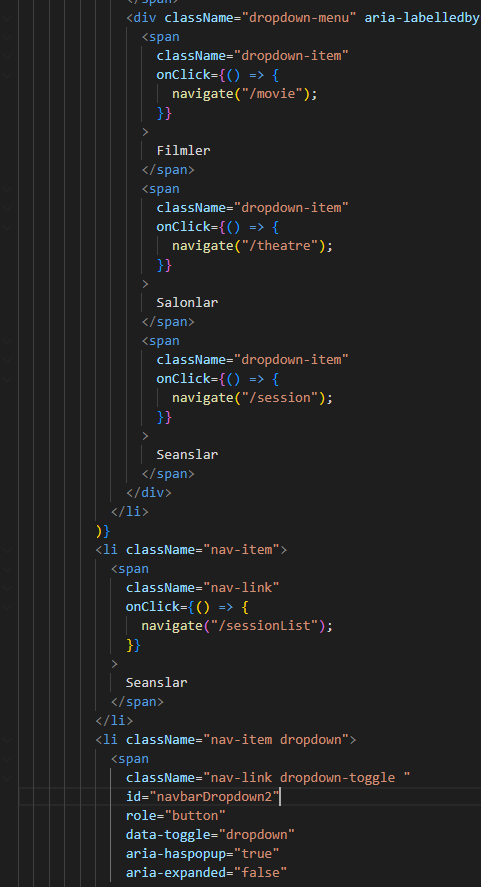 </span>
<div className="dropdown-menu" aria-labelledby
<span
className="dropdown-item"
onClick={() => {
navigate("/movie");
}}
>
Filmler
</span>
<span
className="dropdown-item"
onClick={() => {
navigate("/theatre");
}}
>
Salonlar
</span>
<span
className="dropdown-item"
onClick={() => {
navigate("/session");
}}
>
Seanslar
</span>
</div>
</li>
)}
<li className="nav-item">
<span
className="nav-link"
onClick={() => {
navigate("/sessionList");
}}
>
Seanslar
</span>
</li>
<li className="nav-item dropdown">
<span
className="nav-link dropdown-toggle "
id="navbarDropdown2"
role="button"
data-toggle="dropdown"
aria-haspopup="true"
aria-expanded="false"